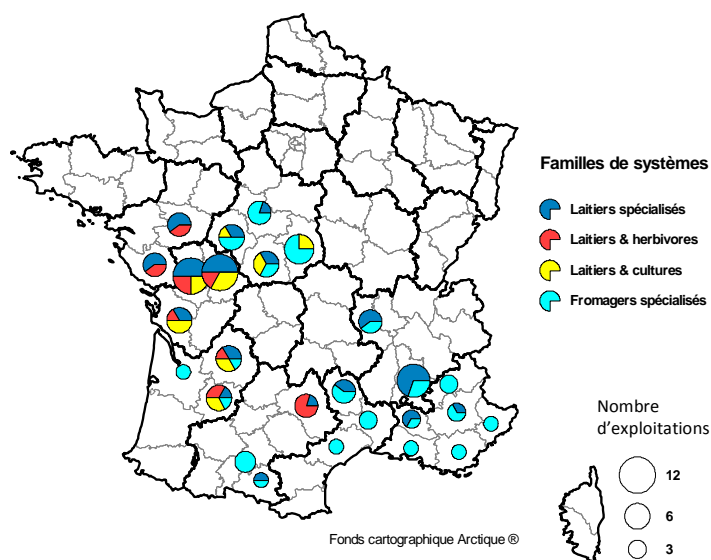 Familles de systèmes
Laitiers spécialisés
Laitiers & herbivores
Laitiers & cultures
Fromagers spécialisés
Nombre
d'exploitations
12
6
3
Fonds cartographique Arctique ®